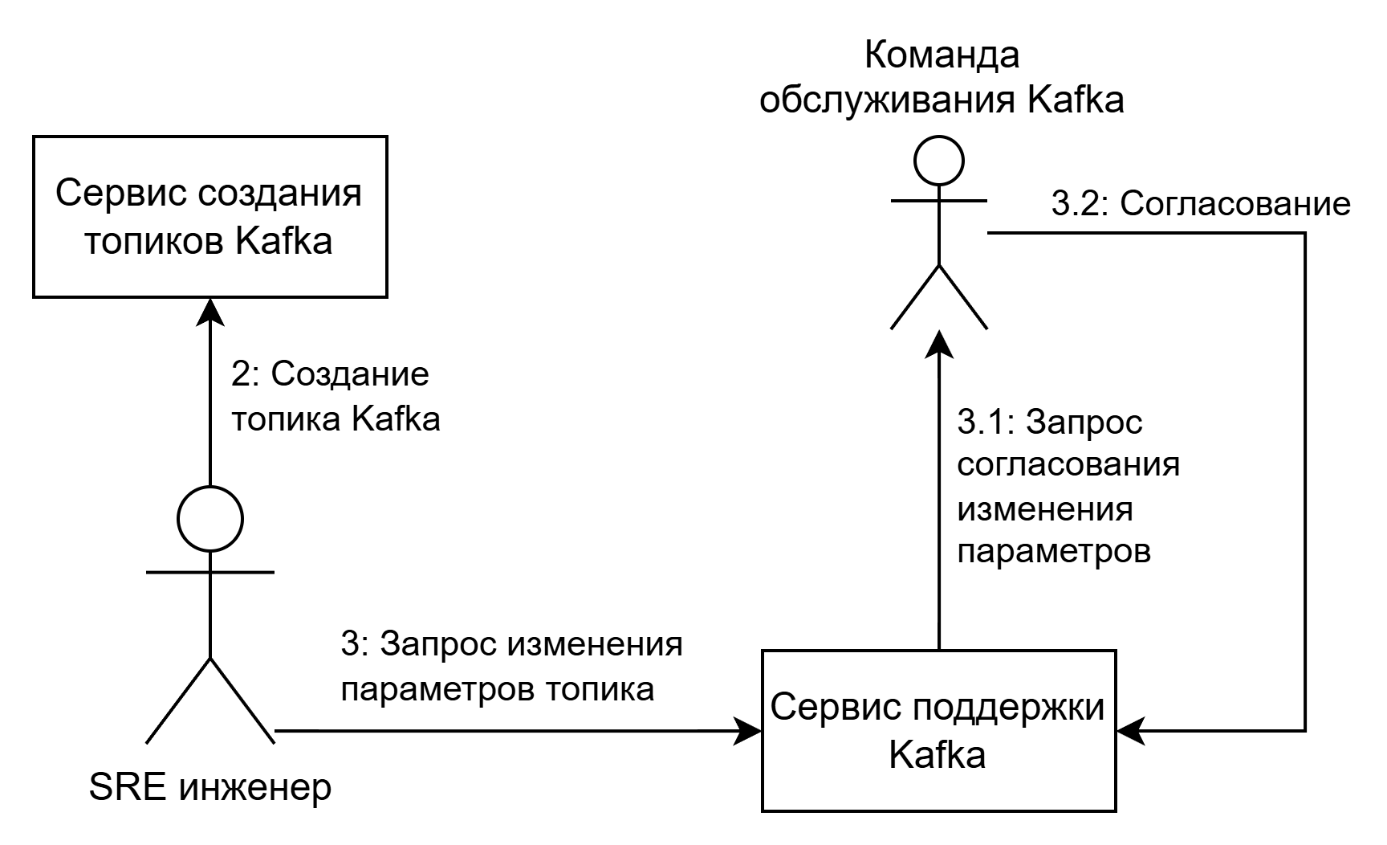 Команда
обслуживания Kafka
Сервис создания
топиков Kafka
3.2: Согласование
2: Создание
топика Kafka
3.1: Запрос
согласования
изменения
параметров
3: Запрос изменения
параметров топика
Сервис поддержки
Kafka
SRE инженер